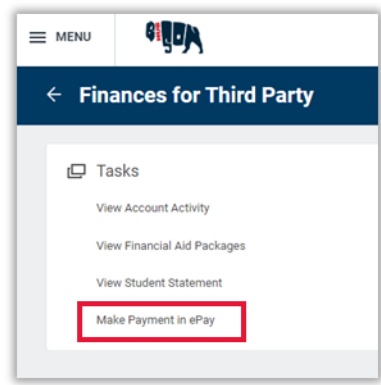 MENU
Finances for Third Party
Tasks
View Account Activity
View Financial Aid Packages
View Student Statement
Make Payment in ePay